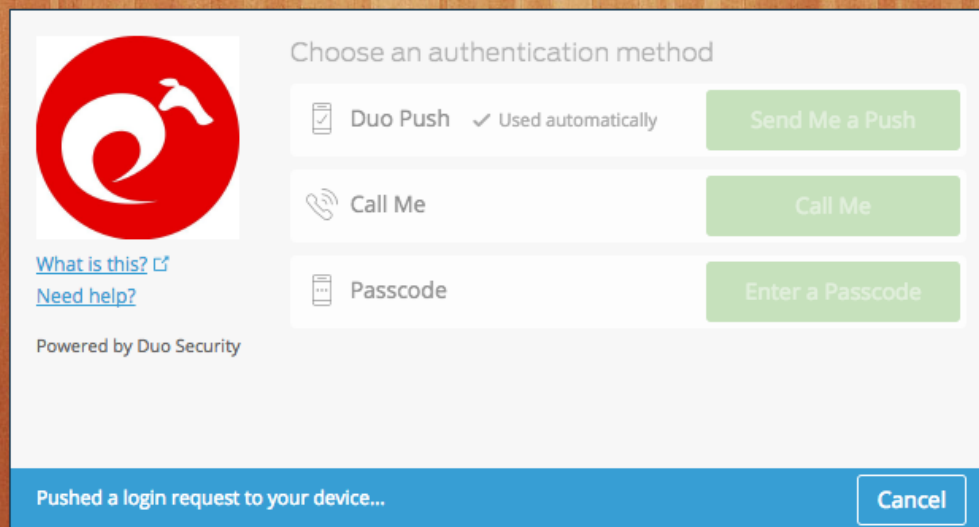 Choose an authentication method
Duo Push ✓ Used automatically Send Me a Push
Call Me Call Me
Passcode Enter a Passcode
What is this?
Need help?
Powered by Duo Security
Pushed a login request to your device... Cancel